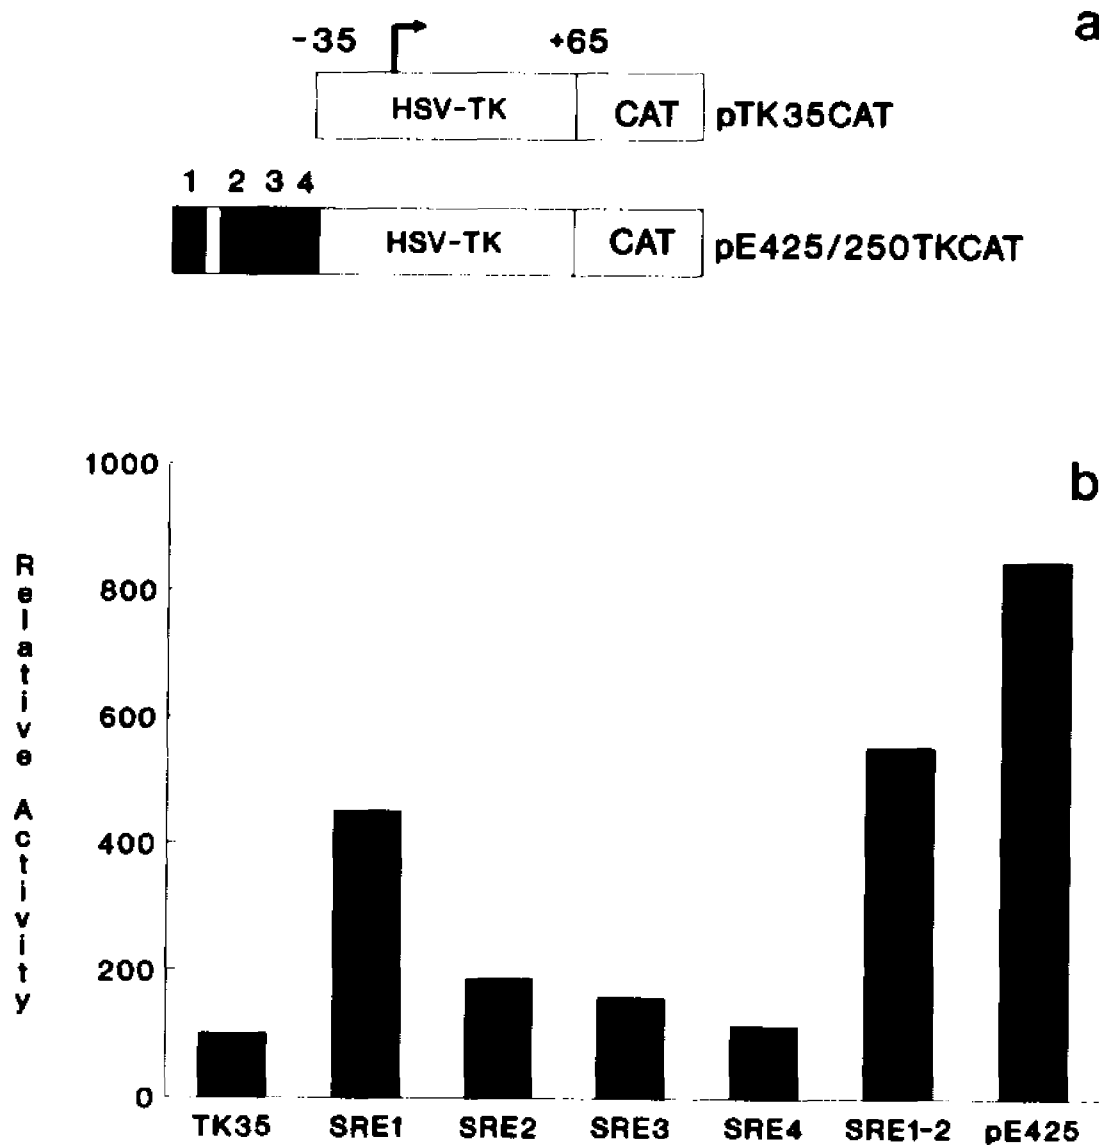 a
-35 +65
HSV-TK CAT pTK35CAT
1 2 3 4
HSV-TK CAT pE425/250TKCAT
b
Relative Activity
1000
800
600
400
200
0
TK35 SRE1 SRE2 SRE3 SRE4 SRE1-2 pE425